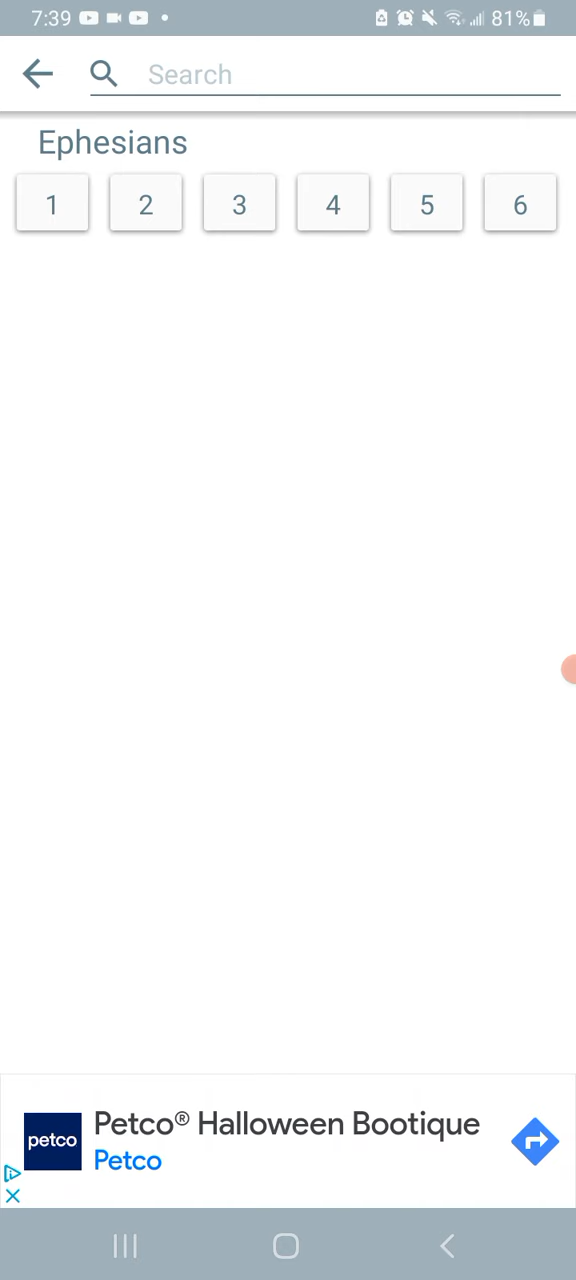 7:39 81%
Search
Ephesians
1 2 3 4 5 6
petco
Petco® Halloween Bootique
Petco